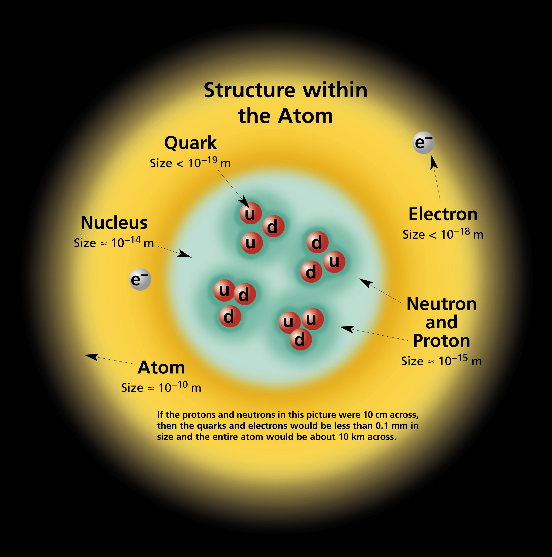 Structure within
the Atom
Quark
Size < 10⁻¹⁹ m
e⁻
Nucleus
Size ≈ 10⁻¹⁴ m
Electron
Size < 10⁻¹⁸ m
u
d
u
d
u
d
e⁻
u
d
d
u
u
d
Neutron
and
Proton
Size ≈ 10⁻¹⁵ m
Atom
Size ≈ 10⁻¹⁰ m
If the protons and neutrons in this picture were 10 cm across,
then the quarks and electrons would be less than 0.1 mm in
size and the entire atom would be about 10 km across.